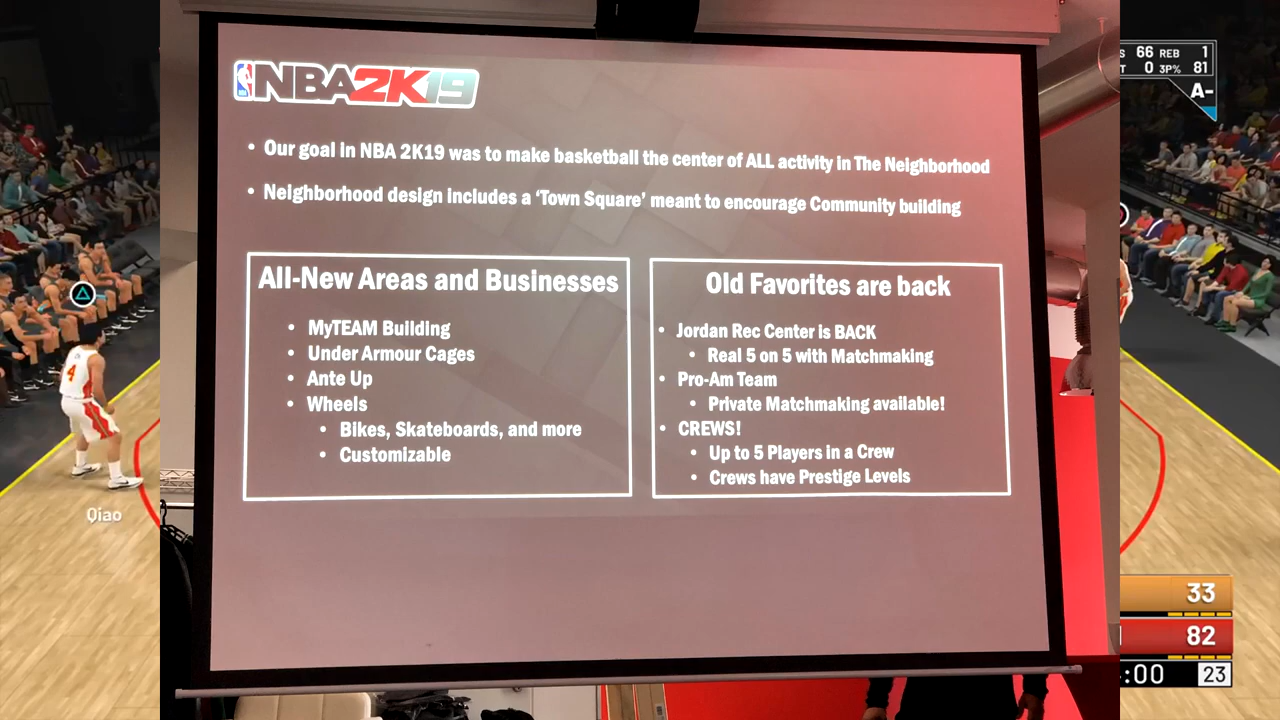 NBA2K19
• Our goal in NBA 2K19 was to make basketball the center of ALL activity in The Neighborhood
• Neighborhood design includes a ‘Town Square’ meant to encourage Community building
All-New Areas and Businesses
• MyTEAM Building
• Under Armour Cages
• Ante Up
• Wheels
• Bikes, Skateboards, and more
• Customizable
Old Favorites are back
• Jordan Rec Center is BACK
• Real 5 on 5 with Matchmaking
• Pro-Am Team
• Private Matchmaking available!
• CREWS!
• Up to 5 Players in a Crew
• Crews have Prestige Levels
4
Qiao
66 REB 1
0 3P% 81
A-
33
82
:00 23